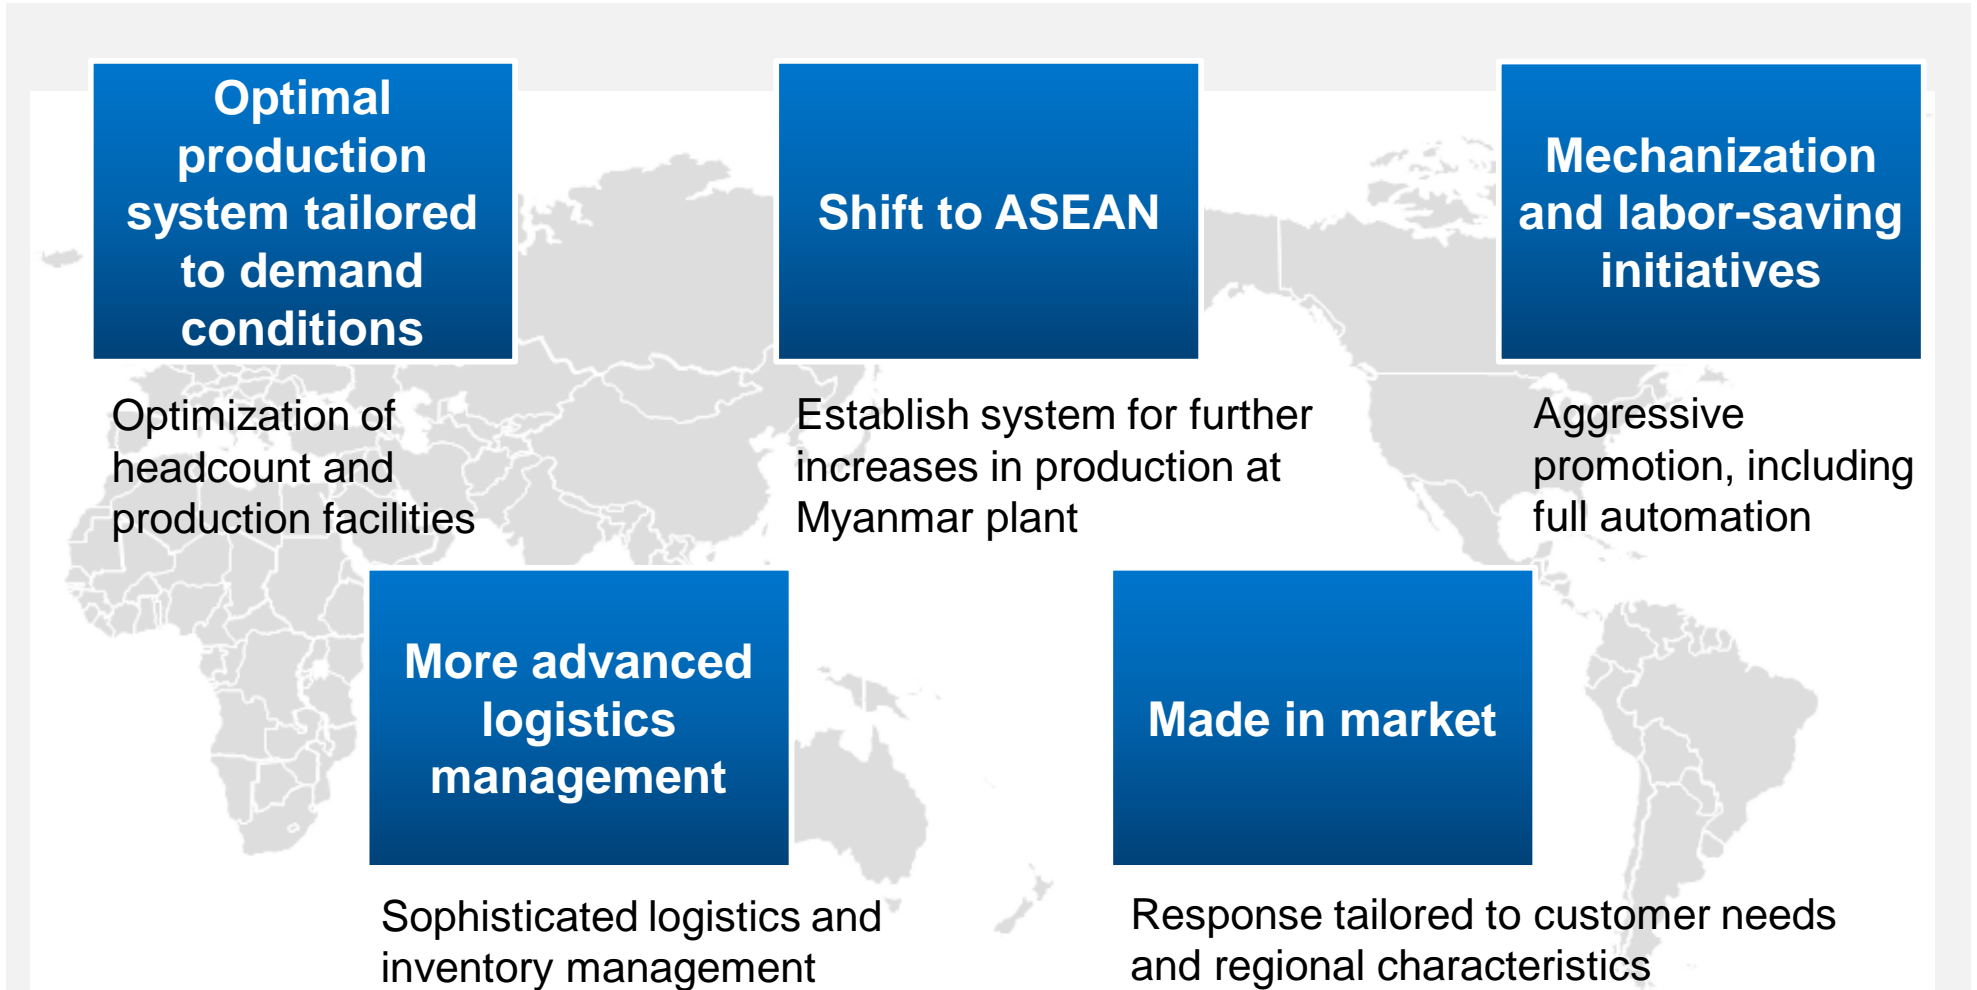 Optimal
production
system tailored
to demand
conditions
Optimization of
headcount and
production facilities
Shift to ASEAN
Establish system for further
increases in production at
Myanmar plant
Mechanization
and labor-saving
initiatives
Aggressive
promotion, including
full automation
More advanced
logistics
management
Sophisticated logistics and
inventory management
Made in market
Response tailored to customer needs
and regional characteristics